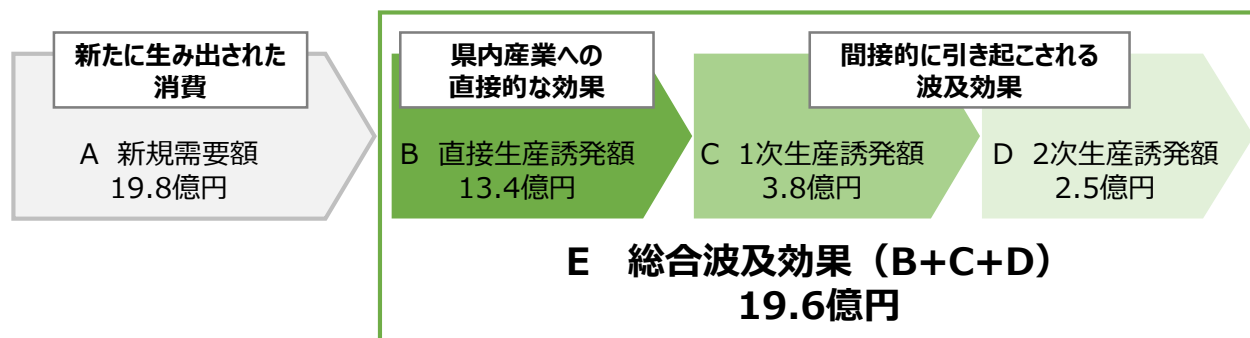 新たに生み出された
消費
A 新規需要額
19.8億円
県内産業への
直接的な効果
B 直接生産誘発額
13.4億円
間接的に引き起こされる
波及効果
C 1次生産誘発額
3.8億円
D 2次生産誘発額
2.5億円
E 総合波及効果（B+C+D）
19.6億円